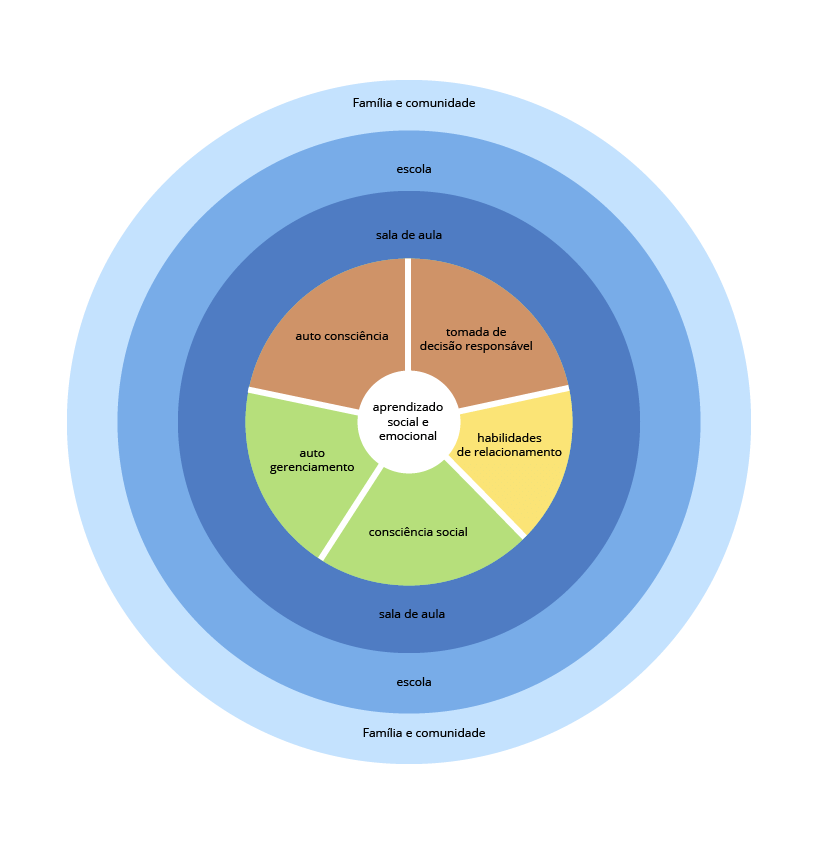 Família e comunidade
escola
sala de aula
auto consciência
tomada de
decisão responsável
aprendizado
social e
emocional
habilidades
de relacionamento
auto
gerenciamento
consciência social
sala de aula
escola
Família e comunidade